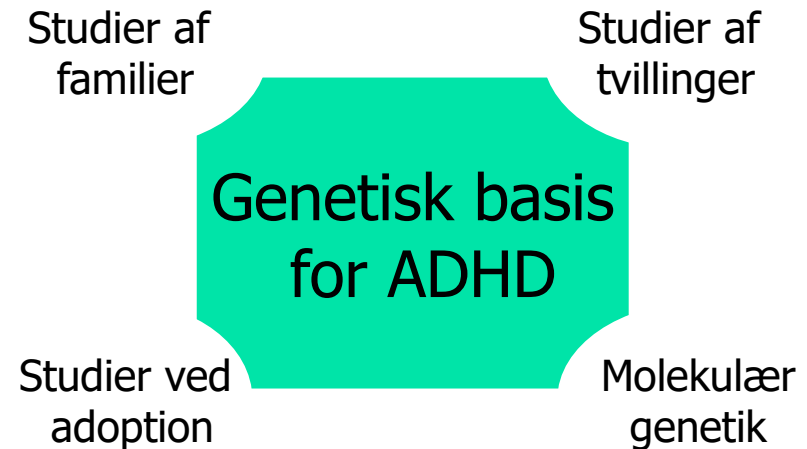 Studier af
familier
Studier af
tvillinger
Genetisk basis
for ADHD
Studier ved
adoption
Molekulær
genetik